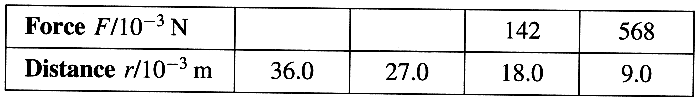 Force F/10⁻³ N 142 568
Distance r/10⁻³ m 36.0 27.0 18.0 9.0